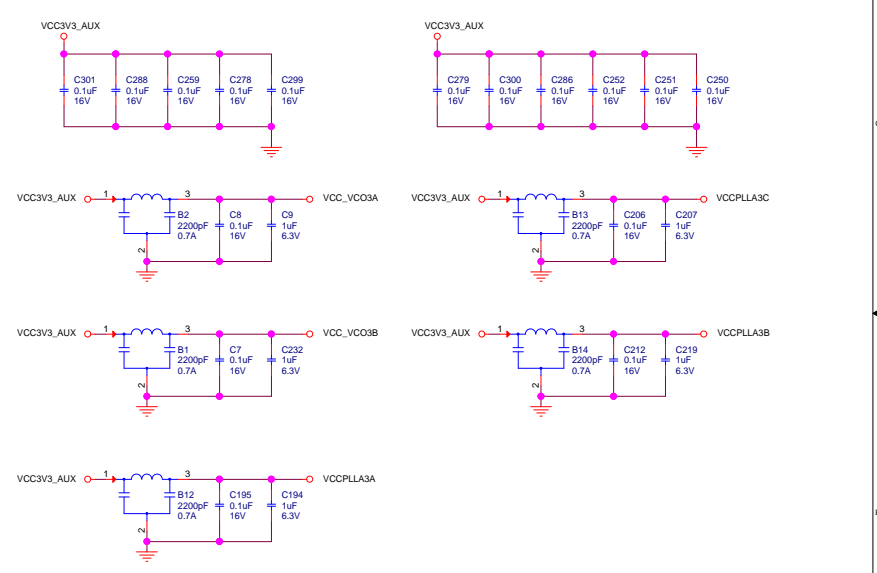 VCC3V3_AUX
C301
0.1uF
16V
C288
0.1uF
16V
C259
0.1uF
16V
C278
0.1uF
16V
C299
0.1uF
16V
VCC3V3_AUX
C279
0.1uF
16V
C300
0.1uF
16V
C286
0.1uF
16V
C252
0.1uF
16V
C251
0.1uF
16V
C250
0.1uF
16V
VCC3V3_AUX
1
3
2
B2
2200pF
0.7A
C8
0.1uF
16V
C9
1uF
6.3V
VCC_VCO3A
VCC3V3_AUX
1
3
2
B13
2200pF
0.7A
C206
0.1uF
16V
C207
1uF
6.3V
VCCPLLA3C
VCC3V3_AUX
1
3
2
B1
2200pF
0.7A
C7
0.1uF
16V
C232
1uF
6.3V
VCC_VCO3B
VCC3V3_AUX
1
3
2
B14
2200pF
0.7A
C212
0.1uF
16V
C219
1uF
6.3V
VCCPLLA3B
VCC3V3_AUX
1
3
2
B12
2200pF
0.7A
C195
0.1uF
16V
C194
1uF
6.3V
VCCPLLA3A